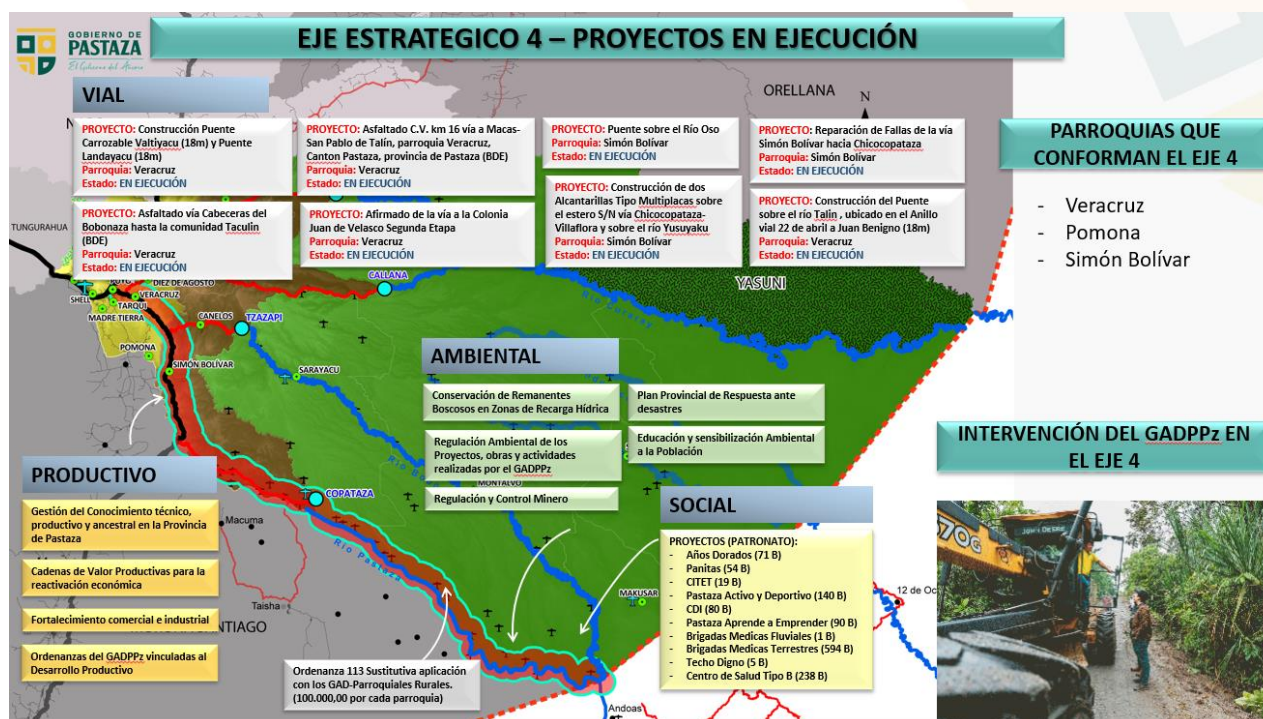 GOBIERNO DE
PASTAZA
El Gobierno del Ahora
EJE ESTRATEGICO 4 – PROYECTOS EN EJECUCIÓN
VIAL
PROYECTO: Construcción Puente
Carrozable Valtiyacu (18m) y Puente
Landayacu (18m)
Parroquia: Veracruz
Estado: EN EJECUCIÓN
PROYECTO: Asfaltado C.V. km 16 vía a Macas-
San Pablo de Talín, parroquia Veracruz,
Canton Pastaza, provincia de Pastaza (BDE)
Parroquia: Veracruz
Estado: EN EJECUCIÓN
PROYECTO: Puente sobre el Río Oso
Parroquia: Simón Bolívar
Estado: EN EJECUCIÓN
PROYECTO: Reparación de Fallas de la vía
Simón Bolívar hacia Chicocopataza
Parroquia: Simón Bolívar
Estado: EN EJECUCIÓN
PROYECTO: Asfaltado vía Cabeceras del
Bobonaza hasta la comunidad Taculin
(BDE)
Parroquia: Veracruz
Estado: EN EJECUCIÓN
PROYECTO: Afirmado de la vía a la Colonia
Juan de Velasco Segunda Etapa
Parroquia: Veracruz
Estado: EN EJECUCIÓN
PROYECTO: Construcción de dos
Alcantarillas Tipo Multiplacas sobre
el estero S/N vía Chicocopataza-
Villaflora y sobre el río Yusuyaku
Parroquia: Simón Bolívar
Estado: EN EJECUCIÓN
PROYECTO: Construcción del Puente
sobre el río Talin , ubicado en el Anillo
vial 22 de abril a Juan Benigno (18m)
Parroquia: Veracruz
Estado: EN EJECUCIÓN
ORELLANA
N
TUNGURAHUA
YASUNI
CALLANA
DIEZ DE AGOSTO
SHELL
VERACRUZ
TARQUI
MADRE TIERRA
CANELOS
TZAZAPI
POMONA
SIMÓN BOLÍVAR
SARAYACU
Río Curaray
MONTALVO
COPATAZA
Río Pastaza
Macuma
Taisha
MAKUSAR
12 de Oc
Andoas
AMBIENTAL
Conservación de Remanentes
Boscosos en Zonas de Recarga Hídrica
Plan Provincial de Respuesta ante
desastres
Regulación Ambiental de los
Proyectos, obras y actividades
realizadas por el GADPPz
Educación y sensibilización Ambiental
a la Población
Regulación y Control Minero
PRODUCTIVO
Gestión del Conocimiento técnico,
productivo y ancestral en la Provincia
de Pastaza
Cadenas de Valor Productivas para la
reactivación económica
Fortalecimiento comercial e industrial
Ordenanzas del GADPPz vinculadas al
Desarrollo Productivo
Ordenanza 113 Sustitutiva aplicación
con los GAD-Parroquiales Rurales.
(100.000,00 por cada parroquia)
SOCIAL
PROYECTOS (PATRONATO):
- Años Dorados (71 B)
- Panitas (54 B)
- CITET (19 B)
- Pastaza Activo y Deportivo (140 B)
- CDI (80 B)
- Pastaza Aprende a Emprender (90 B)
- Brigadas Medicas Fluviales (1 B)
- Brigadas Medicas Terrestres (594 B)
- Techo Digno (5 B)
- Centro de Salud Tipo B (238 B)
PARROQUIAS QUE
CONFORMAN EL EJE 4
- Veracruz
- Pomona
- Simón Bolívar
INTERVENCIÓN DEL GADPPz EN
EL EJE 4
JOHN DEERE
670G